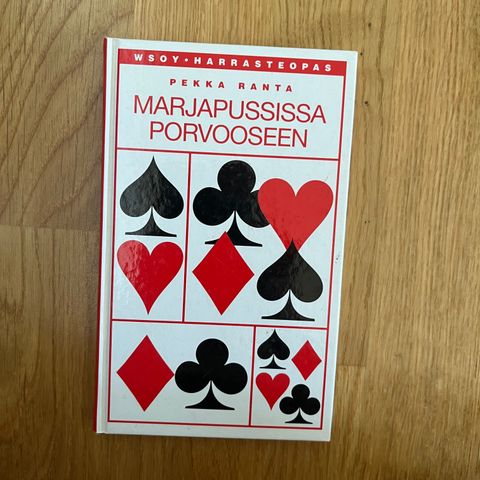 WSOY • HARRASTEOPAS
PEKKA RANTA
MARJAPUSSISSA
PORVOOSEEN